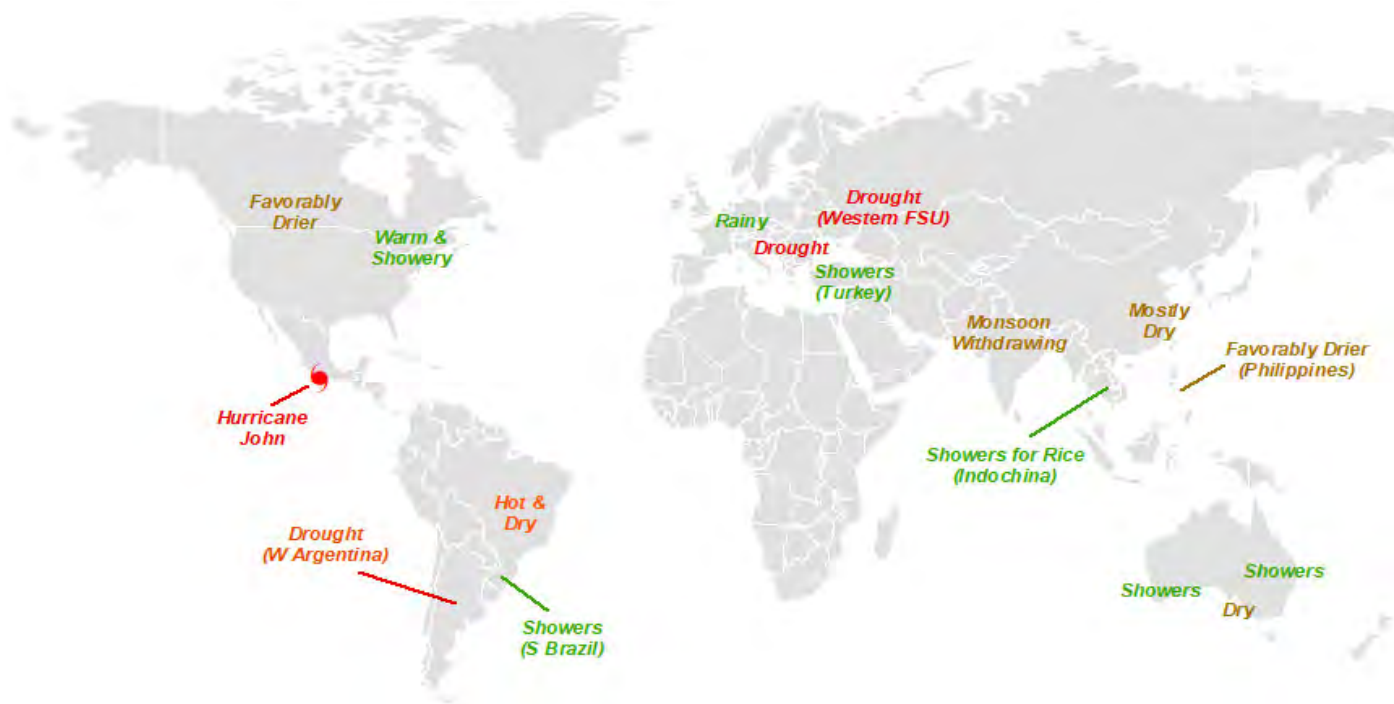 Favorably
Drier
Warm &
Showery
Hurricane
John
Hot &
Dry
Drought
(W Argentina)
Showers
(S Brazil)
Rainy
Drought
(Western FSU)
Drought
Showers
(Turkey)
Monsoon
Withdrawing
Mostly
Dry
Favorably Drier
(Philippines)
Showers for Rice
(Indochina)
Showers
Showers
Dry